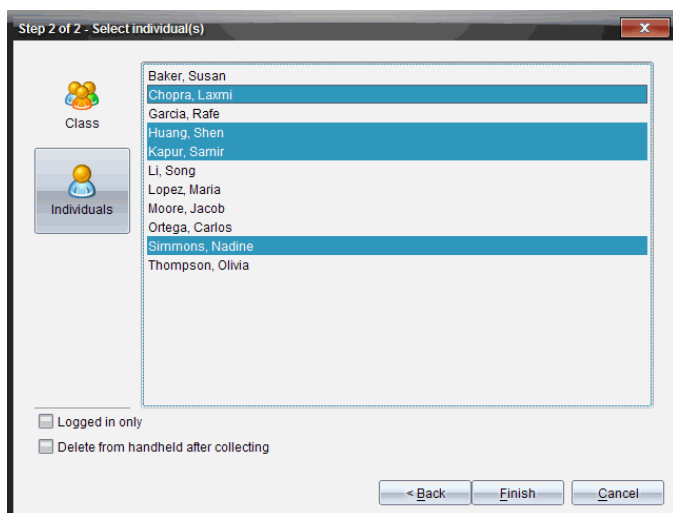 Step 2 of 2 - Select individual(s)
Class
Individuals
Baker, Susan
Chopra, Laxmi
Garcia, Rafe
Huang, Shen
Kapur, Samir
Li, Song
Lopez, Maria
Moore, Jacob
Ortega, Carlos
Simmons, Nadine
Thompson, Olivia
Logged in only
Delete from handheld after collecting
< Back Finish Cancel